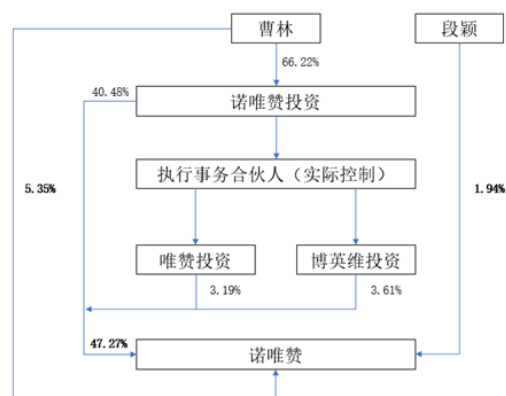 曹林
段颖
66.22%
40.48%
诺唯赞投资
执行事务合伙人（实际控制）
5.35%
1.94%
唯赞投资
博英维投资
3.19%
3.61%
47.27%
诺唯赞